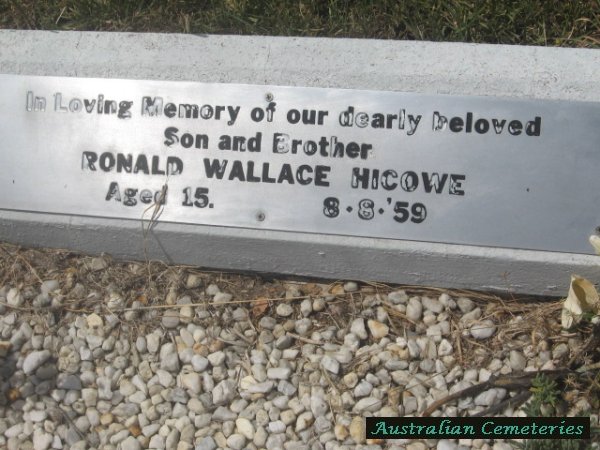 In Loving Memory of our dearly beloved
Son and Brother
RONALD WALLACE HICOWE
Aged 15. 8·8·'59
Australian Cemeteries